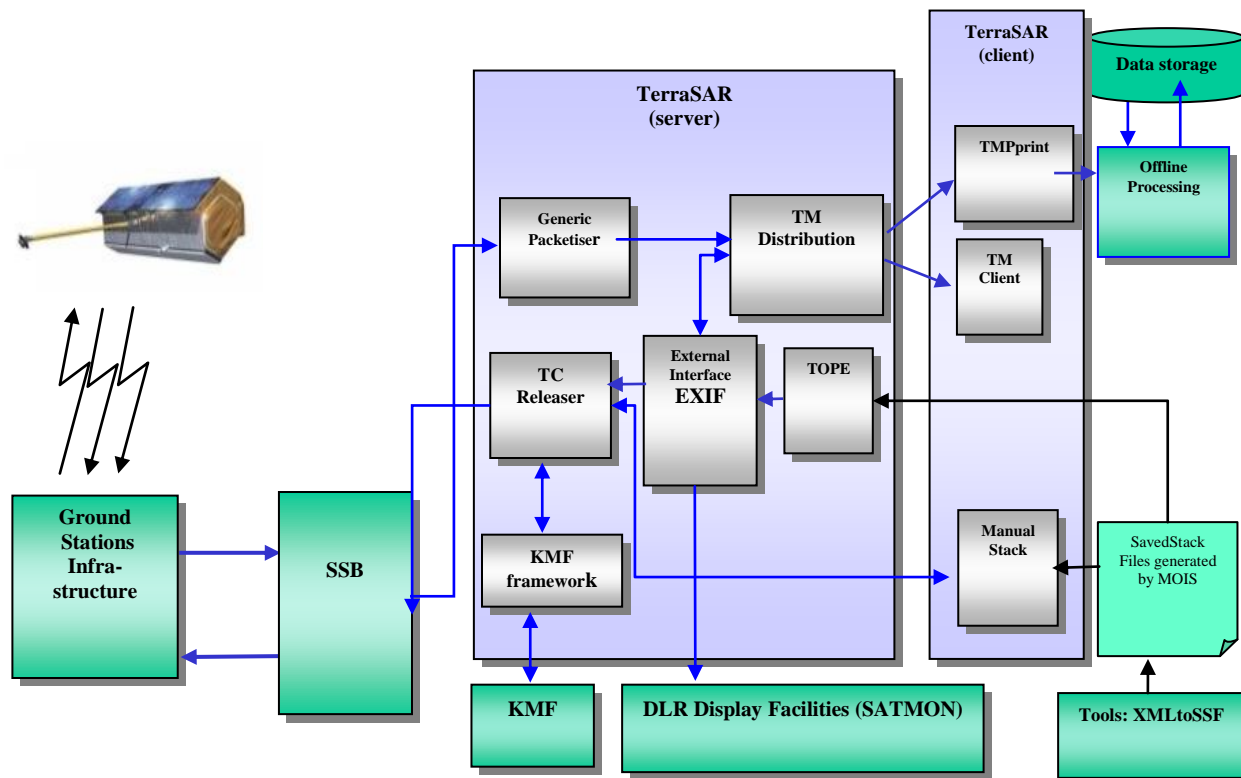 TerraSAR
(server)
TerraSAR
(client)
Data storage
TMPprint
Offline
Processing
Generic
Packetiser
TM
Distribution
TM
Client
TC
Releaser
External
Interface
EXIF
TOPE
Ground
Stations
Infra-
structure
SSB
KMF
framework
Manual
Stack
SavedStack
Files generated
by MOIS
KMF
DLR Display Facilities (SATMON)
Tools: XMLtoSSF